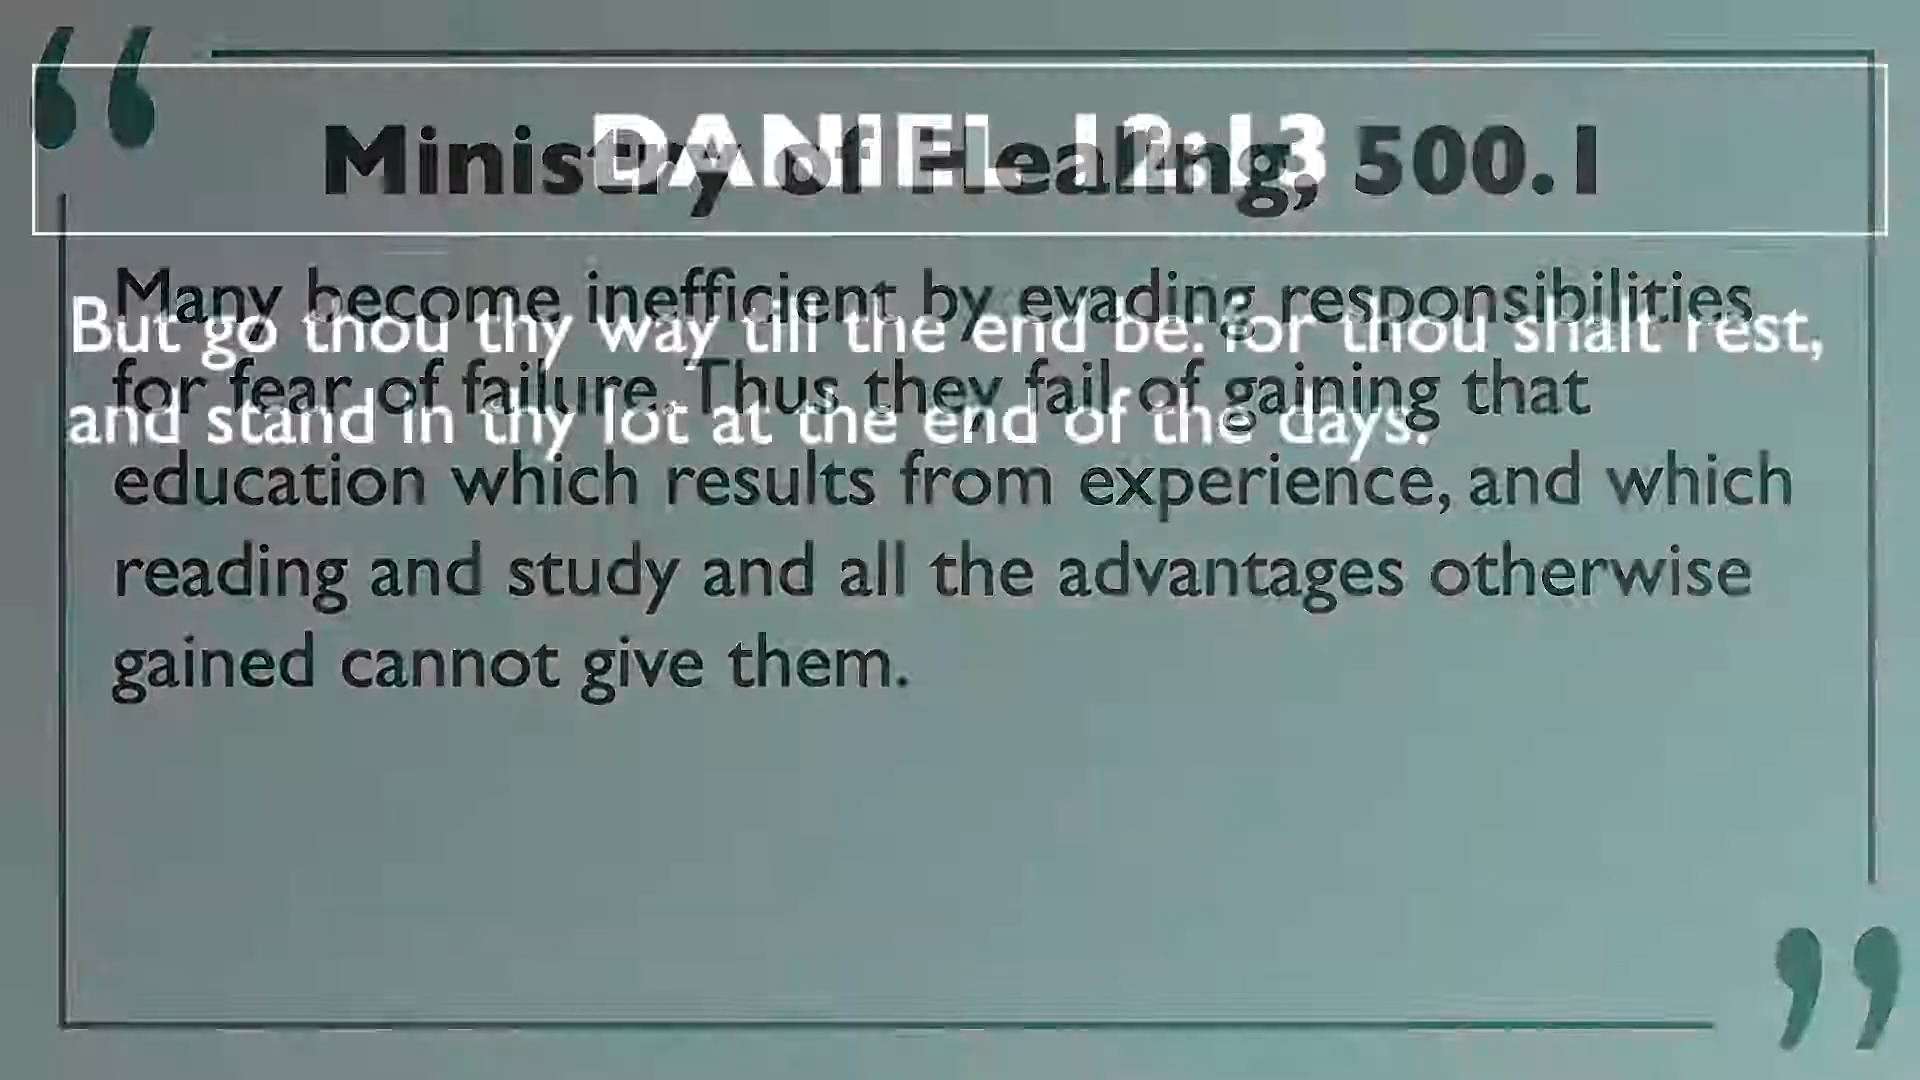 Ministry of Healing, 500.1
Many become inefficient by evading responsibilities
for fear of failure. Thus they fail of gaining that
education which results from experience, and which
reading and study and all the advantages otherwise
gained cannot give them.
DANIEL 12:13
But go thou thy way till the end be: for thou shalt rest,
and stand in thy lot at the end of the days.